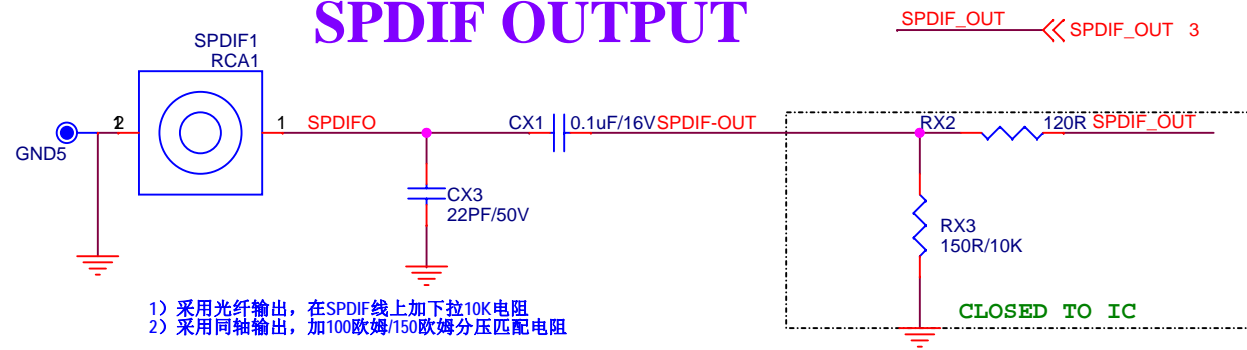 SPDIF OUTPUT
SPDIF_OUT
SPDIF_OUT 3
SPDIF1
RCA1
2
1
GND5
SPDIFO
CX1
0.1uF/16V
SPDIF-OUT
RX2
120R
SPDIF_OUT
CX3
22PF/50V
RX3
150R/10K
CLOSED TO IC
1）采用光纤输出，在SPDIF线上加下拉10K电阻
2）采用同轴输出，加100欧姆/150欧姆分压匹配电阻